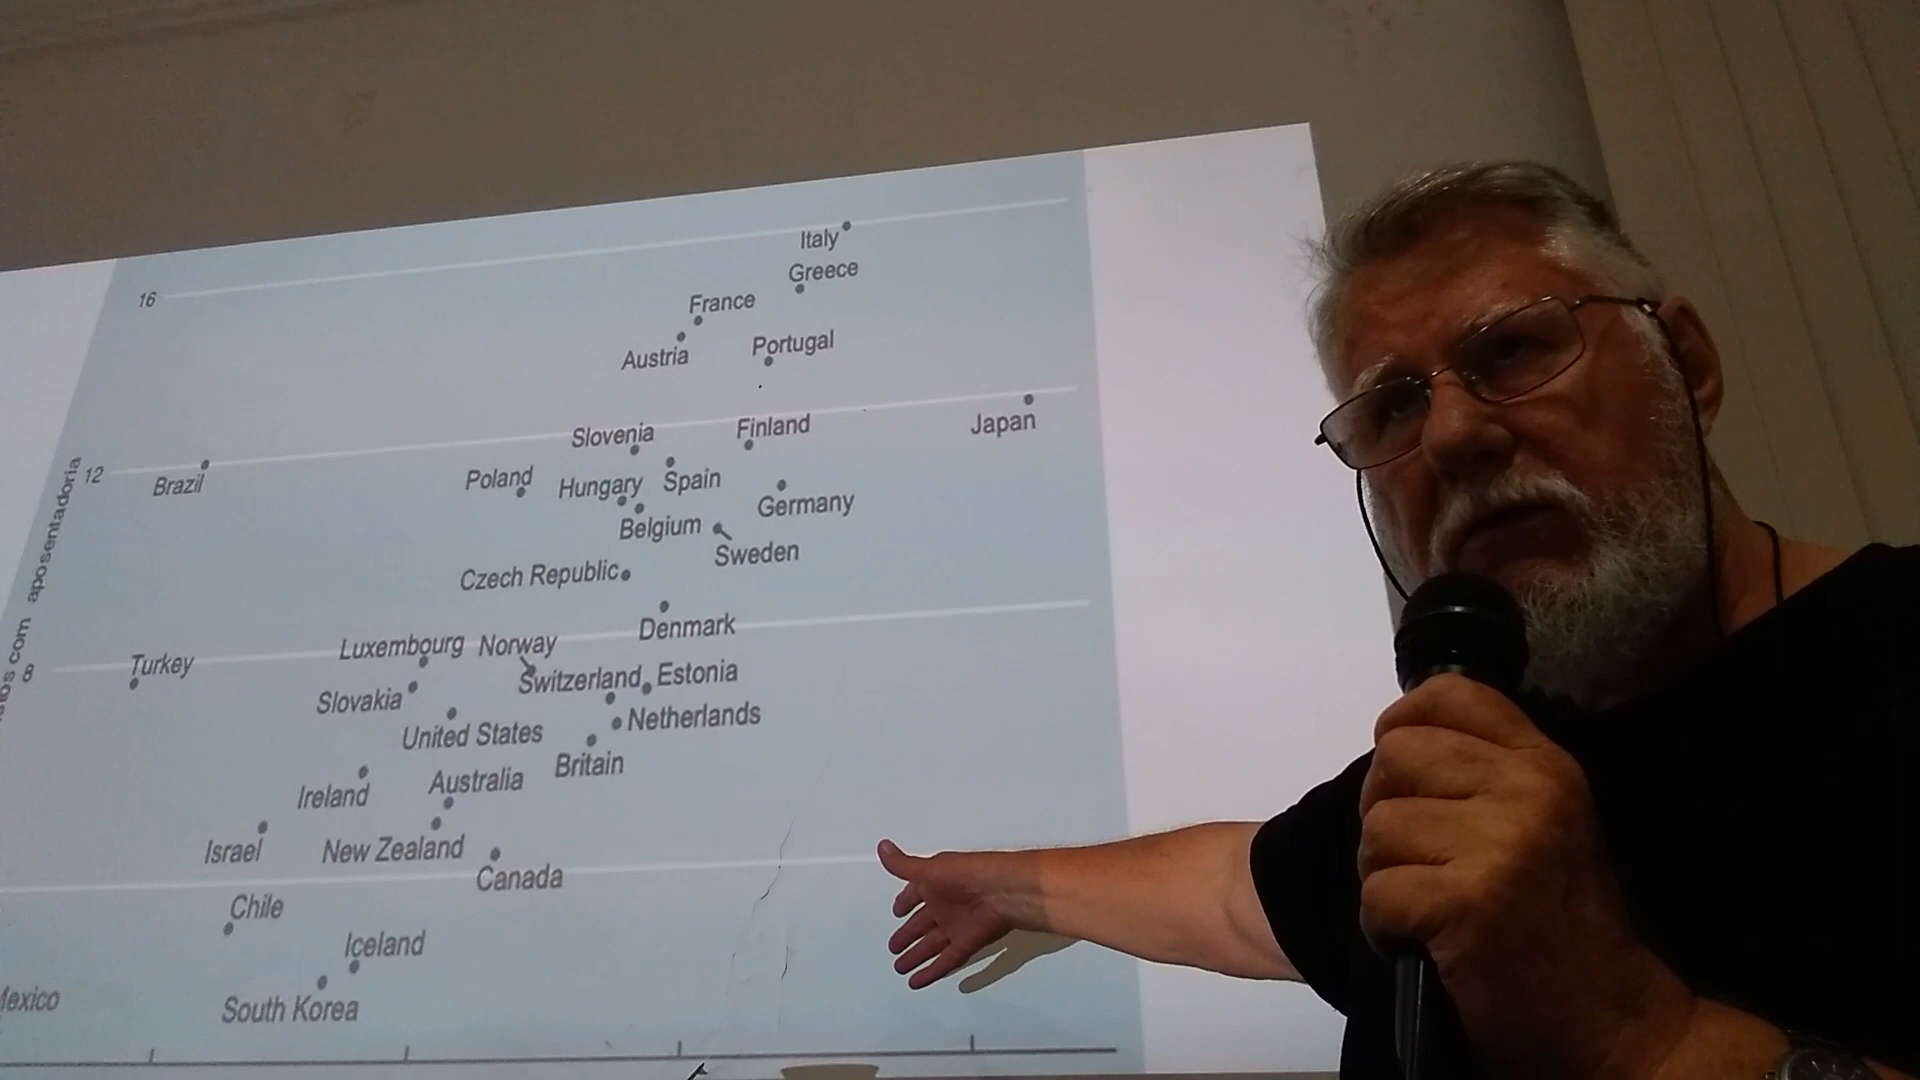 Italy
16
Greece
France
Austria
Portugal
Slovenia
Finland
Japan
12
Brazil
Poland
Hungary
Spain
Germany
Belgium
Sweden
Czech Republic
com aposentadoria
Denmark
Luxembourg
Norway
8
Turkey
Switzerland
Estonia
Slovakia
United States
Netherlands
Britain
Ireland
Australia
Israel
New Zealand
Canada
Chile
Iceland
South Korea